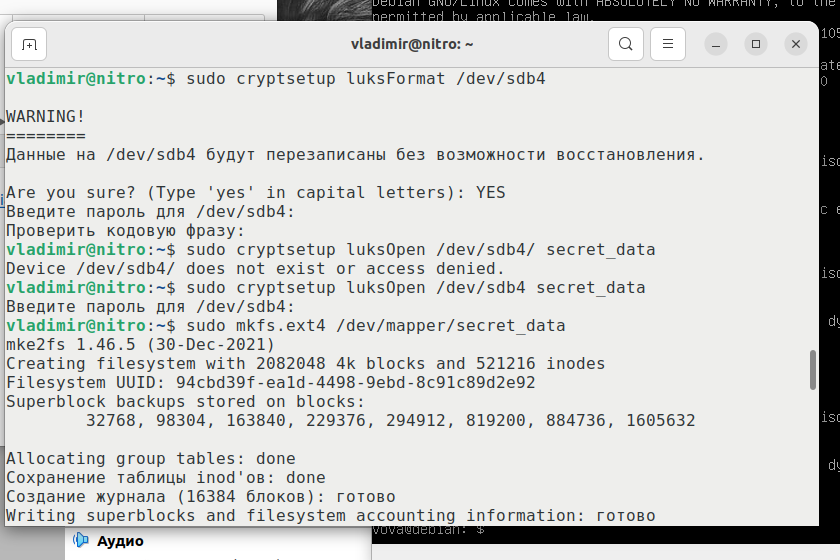 Debian GNU/Linux comes with ABSOLUTELY NO WARRANTY, to the
permitted by applicable law.
vladimir@nitro: ~
vladimir@nitro:~$ sudo cryptsetup luksFormat /dev/sdb4
WARNING!
========
Данные на /dev/sdb4 будут перезаписаны без возможности восстановления.
Are you sure? (Type 'yes' in capital letters): YES
Введите пароль для /dev/sdb4:
Проверить кодовую фразу:
vladimir@nitro:~$ sudo cryptsetup luksOpen /dev/sdb4/ secret_data
Device /dev/sdb4/ does not exist or access denied.
vladimir@nitro:~$ sudo cryptsetup luksOpen /dev/sdb4 secret_data
Введите пароль для /dev/sdb4:
vladimir@nitro:~$ sudo mkfs.ext4 /dev/mapper/secret_data
mke2fs 1.46.5 (30-Dec-2021)
Creating filesystem with 2082048 4k blocks and 521216 inodes
Filesystem UUID: 94cbd39f-ea1d-4498-9ebd-8c91c89d2e92
Superblock backups stored on blocks:
32768, 98304, 163840, 229376, 294912, 819200, 884736, 1605632
Allocating group tables: done
Сохранение таблицы inod'ов: done
Создание журнала (16384 блоков): готово
Writing superblocks and filesystem accounting information: готово
vova@debian: $
Аудио